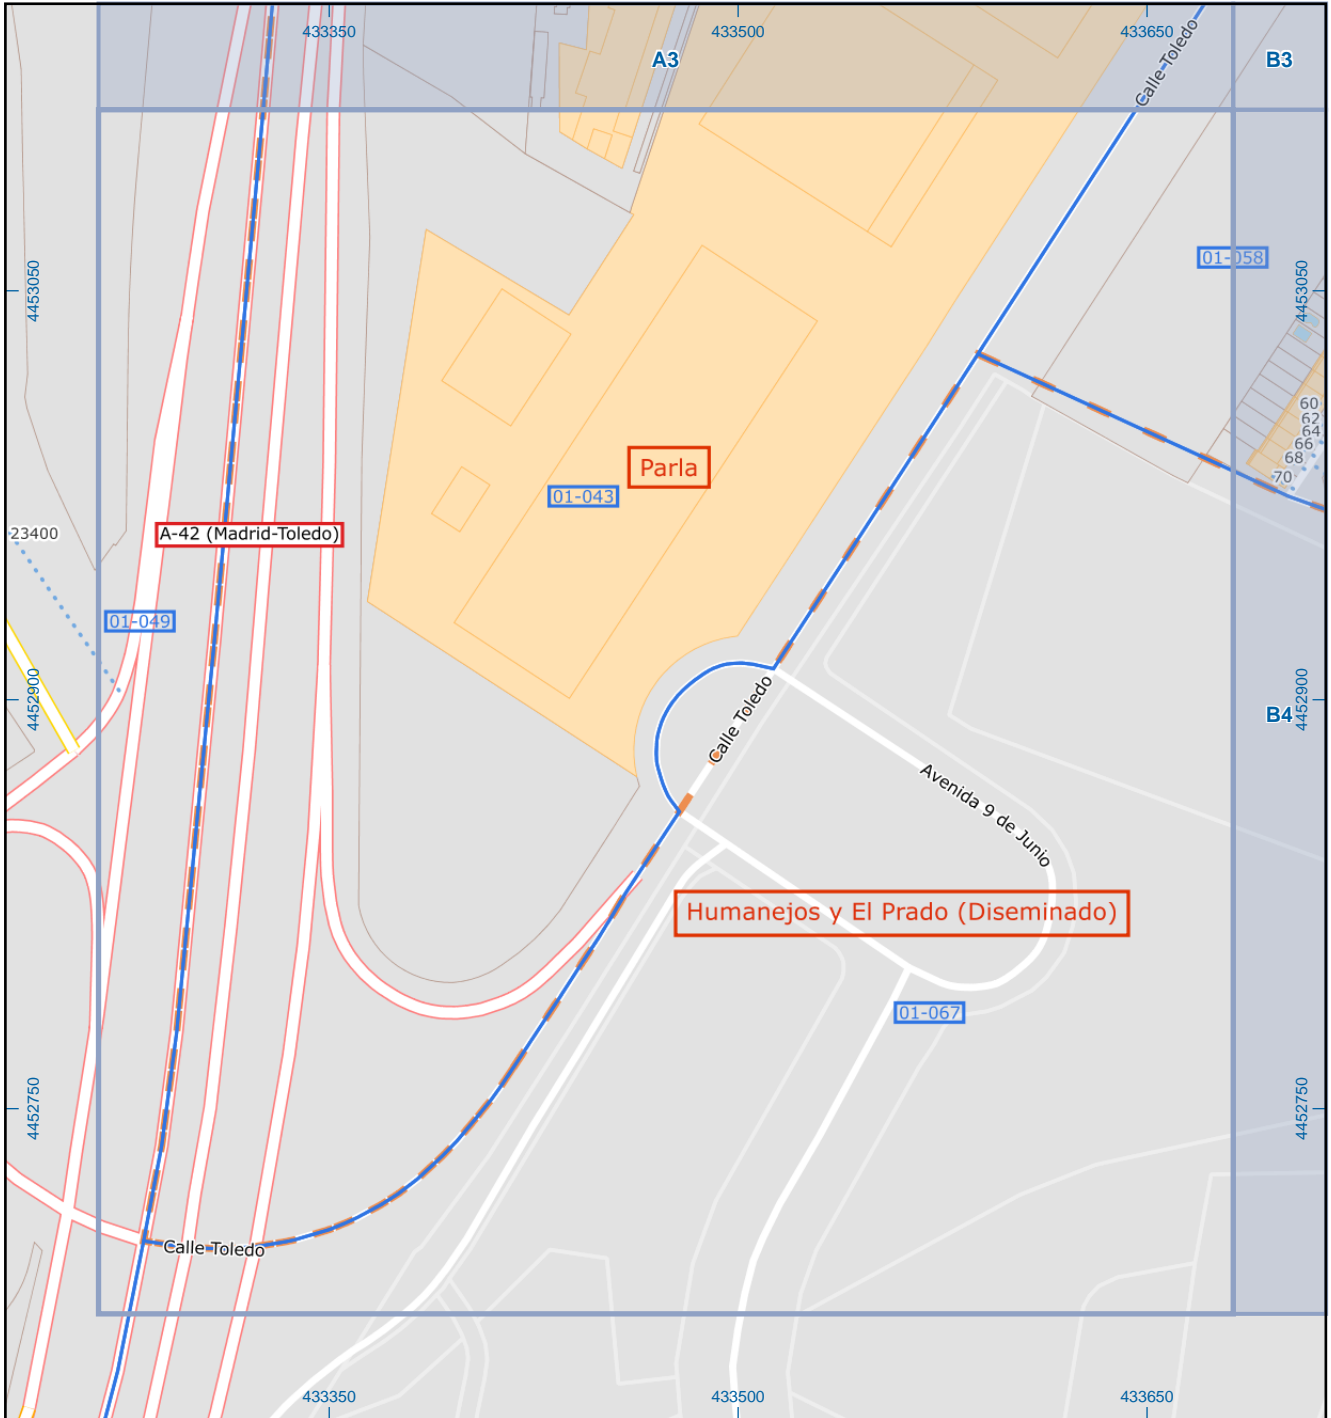 433350
433500
433650
A3
B3
Calle Toledo
01-058
4453050
4453050
60
62
64
66
68
70
Parla
01-043
A-42 (Madrid-Toledo)
23400
01-049
4452900
4452900
B4
Calle Toledo
Avenida 9 de Junio
Humanejos y El Prado (Diseminado)
01-067
4452750
4452750
Calle Toledo
433350
433500
433650